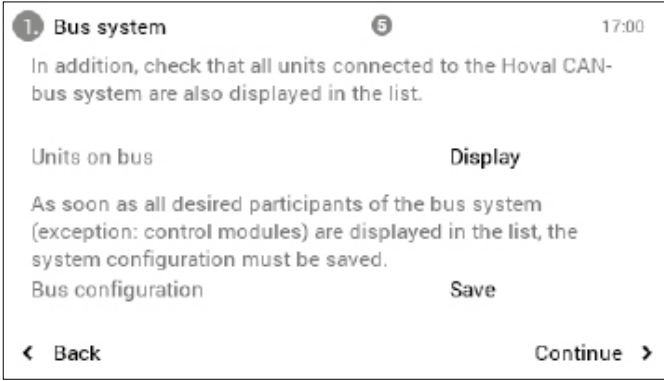 1. Bus system 5 17:00
In addition, check that all units connected to the Hoval CAN-
bus system are also displayed in the list.
Units on bus Display
As soon as all desired participants of the bus system
(exception: control modules) are displayed in the list, the
system configuration must be saved.
Bus configuration Save
< Back Continue >